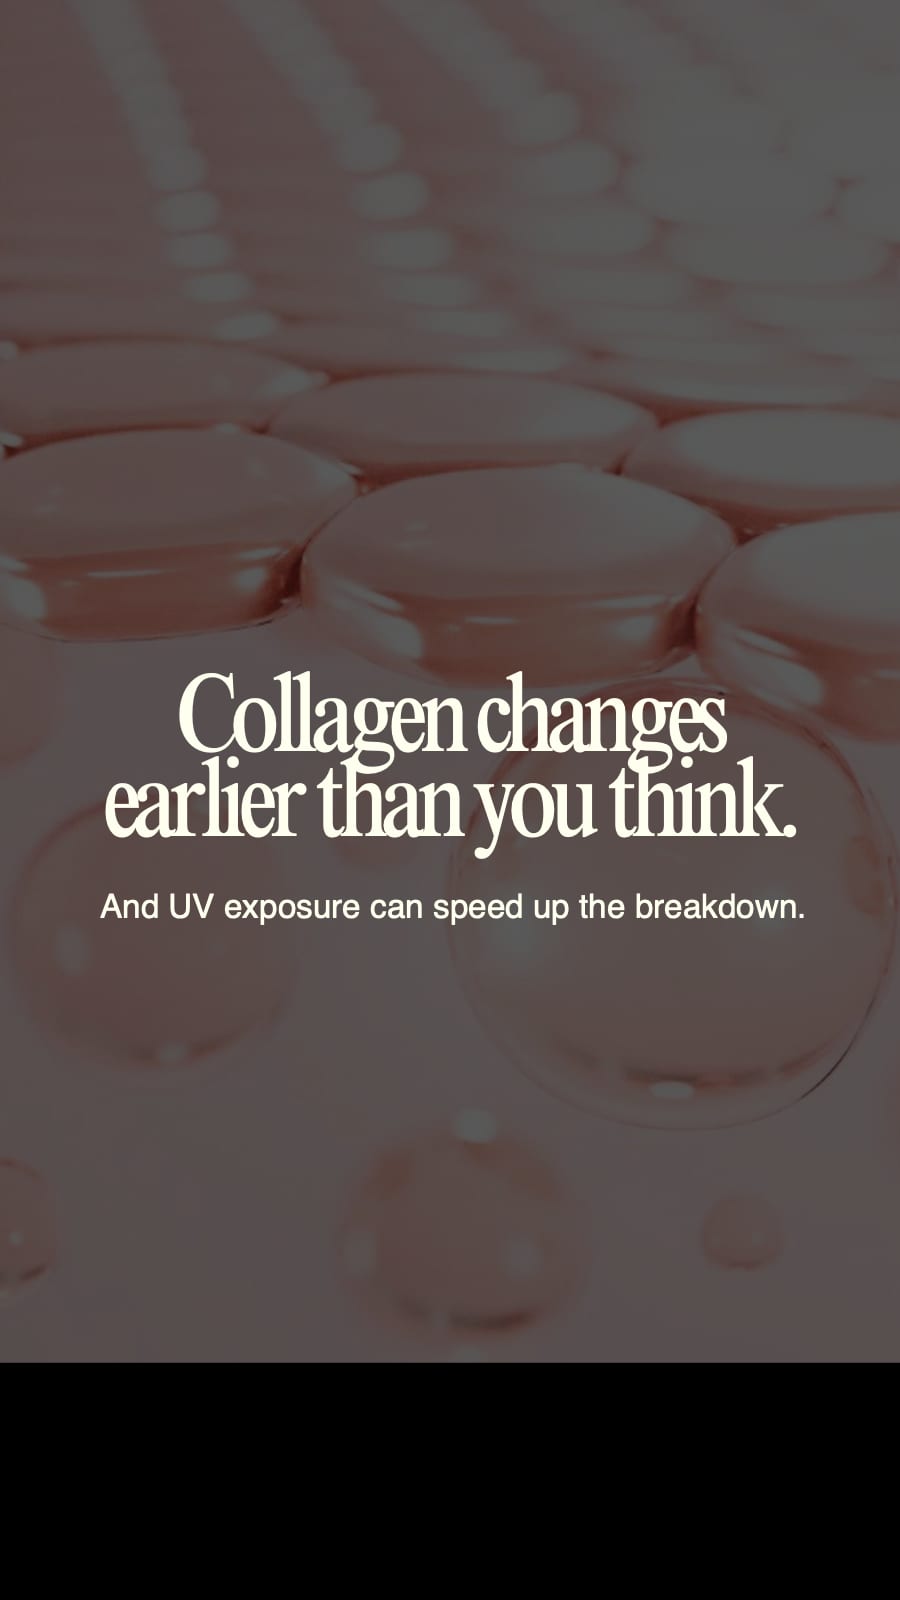 Collagen changes
earlier than you think.
And UV exposure can speed up the breakdown.